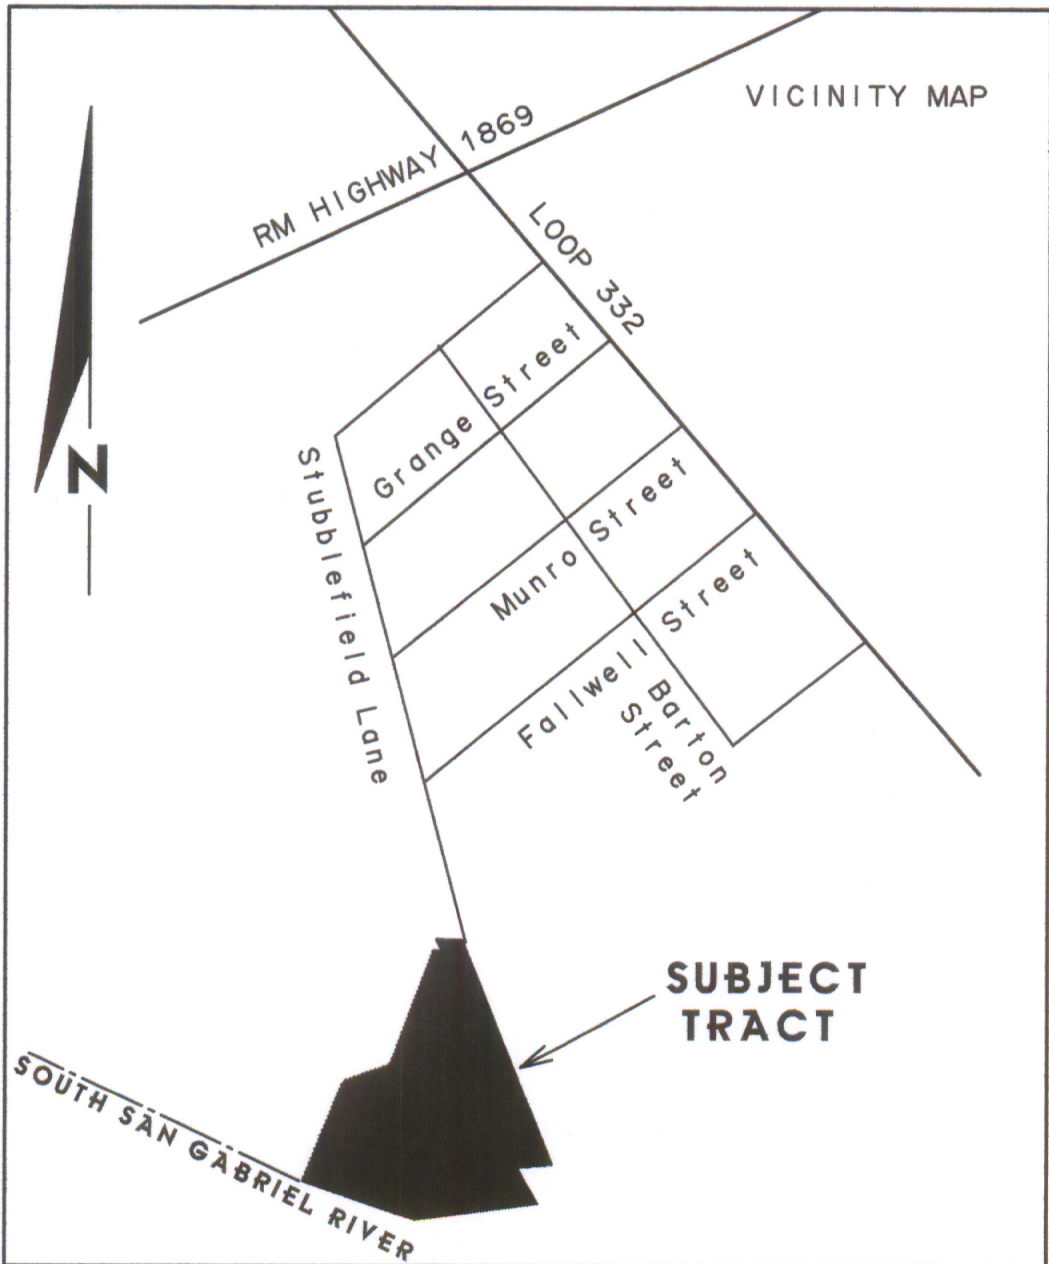 VICINITY MAP
RM HIGHWAY 1869
LOOP 332
Grange Street
N
Stubblefield Lane
Munro Street
Fallwell Street
Barton
Street
SUBJECT
TRACT
SOUTH SAN GABRIEL RIVER